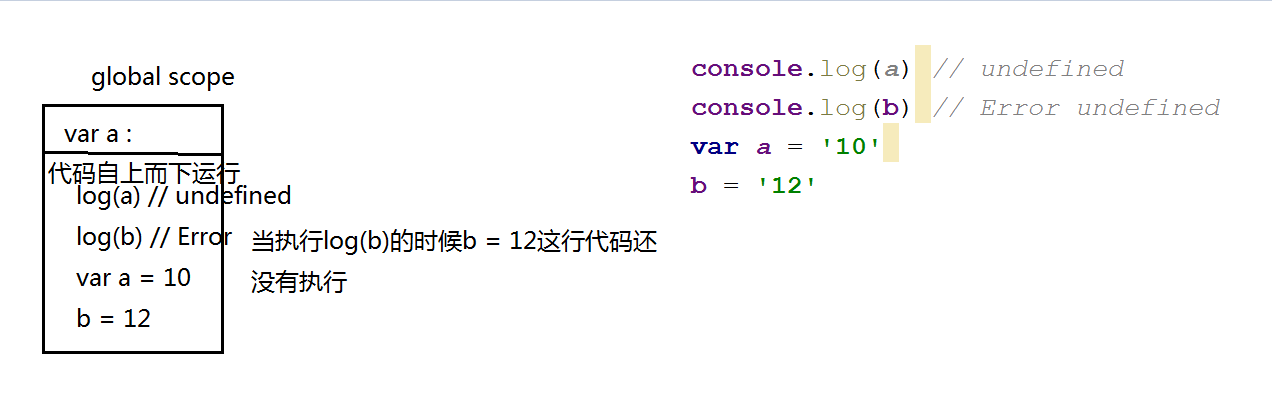 global scope
var a :
代码自上而下运行
log(a) // undefined
log(b) // Error
var a = 10
b = 12
当执行log(b)的时候b = 12这行代码还
没有执行
console.log(a) // undefined
console.log(b) // Error undefined
var a = '10'
b = '12'